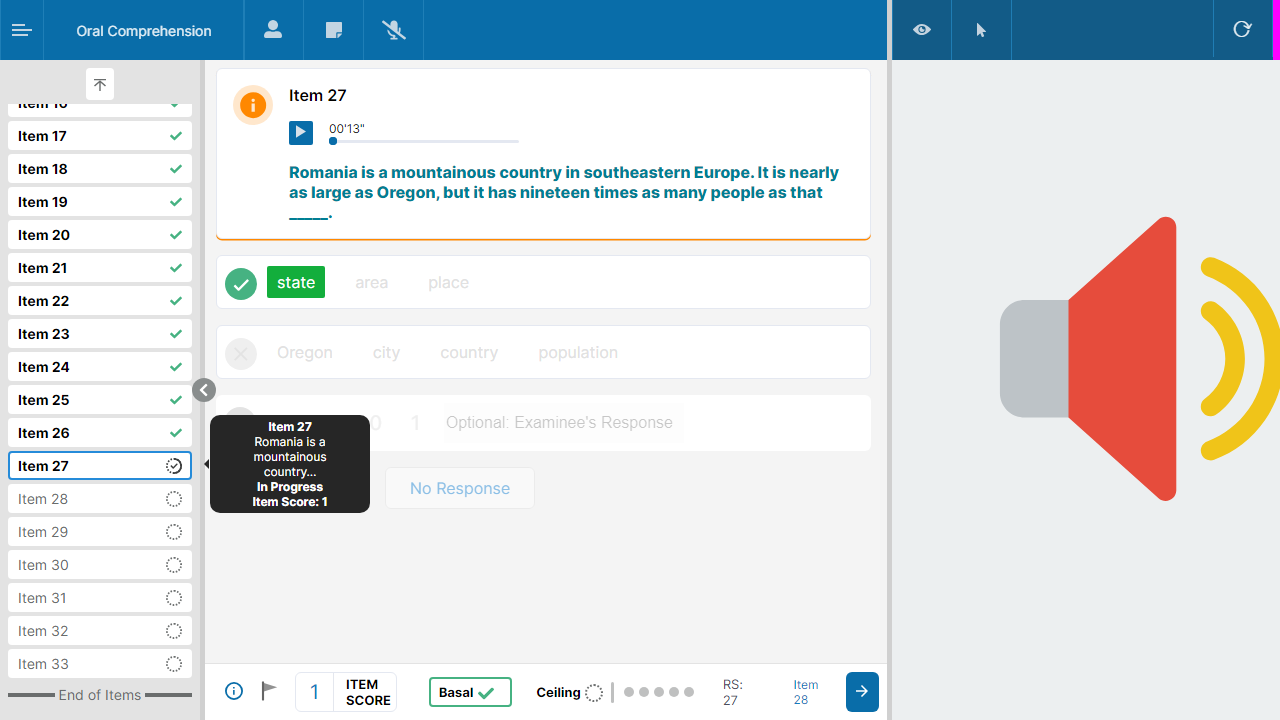 Oral Comprehension
Item 16
Item 17
Item 18
Item 19
Item 20
Item 21
Item 22
Item 23
Item 24
Item 25
Item 26
Item 27
Item 28
Item 29
Item 30
Item 31
Item 32
Item 33
End of Items
Item 27
00'13"
Romania is a mountainous country in southeastern Europe. It is nearly
as large as Oregon, but it has nineteen times as many people as that
_____.
state area place
Oregon city country population
0 1 Optional: Examinee's Response
Item 27
Romania is a
mountainous
country...
In Progress
Item Score: 1
No Response
1 ITEM
SCORE
Basal
Ceiling
RS:
27
Item
28